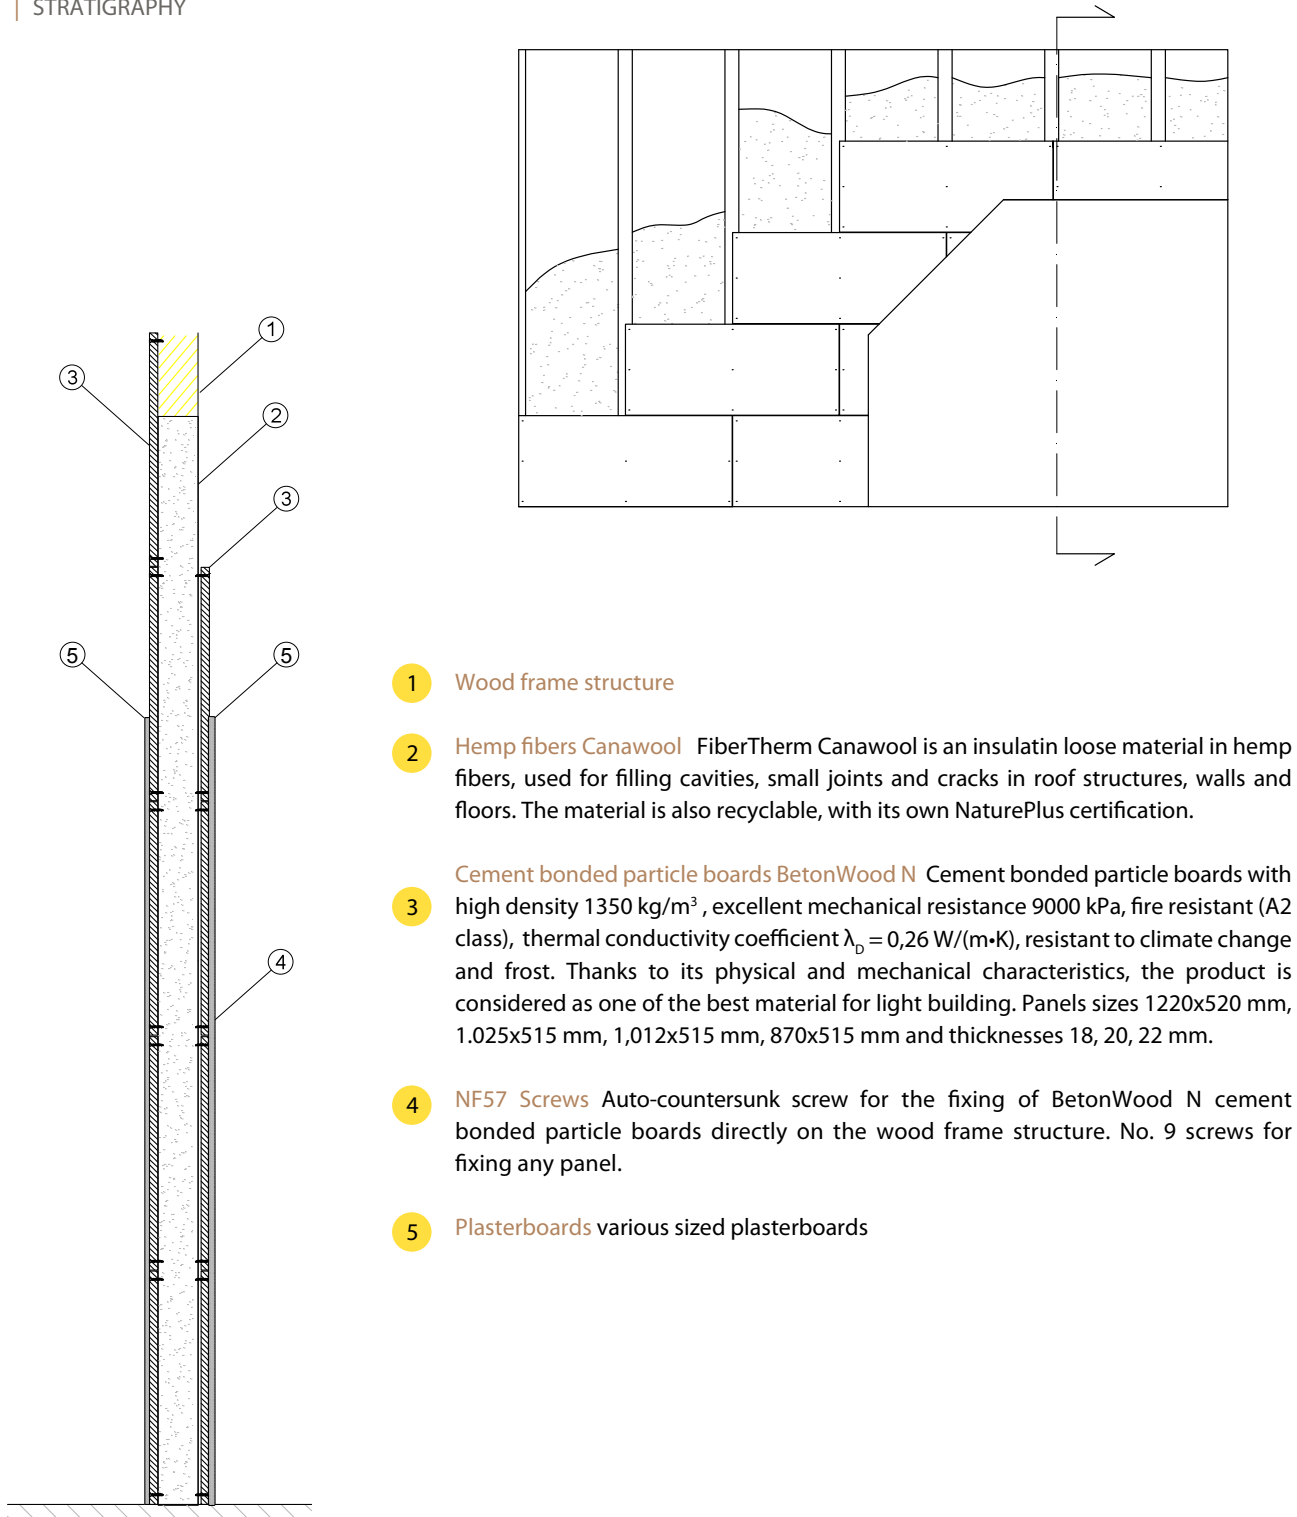 STRATIGRAPHY
1
3
2
3
5
5
4
1 Wood frame structure
2 Hemp fibers Canawool FiberTherm Canawool is an insulatin loose material in hemp
fibers, used for filling cavities, small joints and cracks in roof structures, walls and
floors. The material is also recyclable, with its own NaturePlus certification.
Cement bonded particle boards BetonWood N Cement bonded particle boards with
3 high density 1350 kg/m³ , excellent mechanical resistance 9000 kPa, fire resistant (A2
class), thermal conductivity coefficient λD = 0,26 W/(m•K), resistant to climate change
and frost. Thanks to its physical and mechanical characteristics, the product is
considered as one of the best material for light building. Panels sizes 1220x520 mm,
1.025x515 mm, 1,012x515 mm, 870x515 mm and thicknesses 18, 20, 22 mm.
4 NF57 Screws Auto-countersunk screw for the fixing of BetonWood N cement
bonded particle boards directly on the wood frame structure. No. 9 screws for
fixing any panel.
5 Plasterboards various sized plasterboards